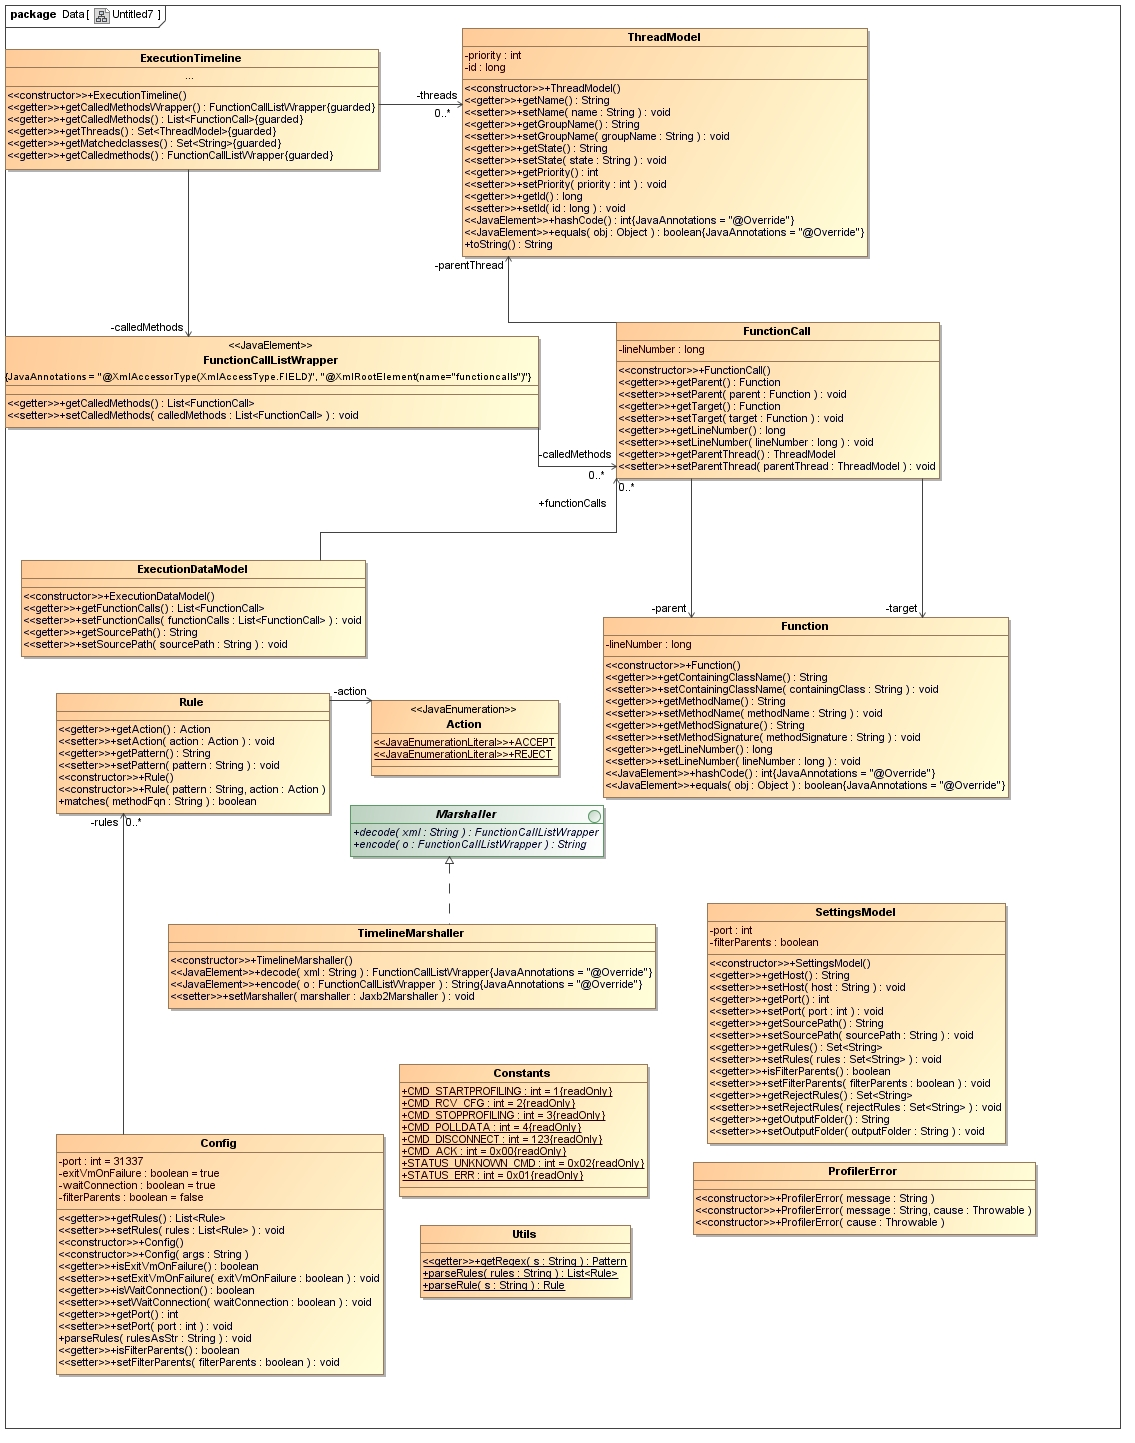 package Data [ Untitled7 ]
ExecutionTimeline
...
<<constructor>>+ExecutionTimeline()
<<getter>>+getCalledMethodsWrapper() : FunctionCallListWrapper{guarded}
<<getter>>+getCalledMethods() : List<FunctionCall>{guarded}
<<getter>>+getThreads() : Set<ThreadModel>{guarded}
<<getter>>+getMatchedclasses() : Set<String>{guarded}
<<getter>>+getCalledmethods() : FunctionCallListWrapper{guarded}
-threads
0..*
ThreadModel
-priority : int
-id : long
<<constructor>>+ThreadModel()
<<getter>>+getName() : String
<<setter>>+setName( name : String ) : void
<<getter>>+getGroupName() : String
<<setter>>+setGroupName( groupName : String ) : void
<<getter>>+getState() : String
<<setter>>+setState( state : String ) : void
<<getter>>+getPriority() : int
<<setter>>+setPriority( priority : int ) : void
<<getter>>+getId() : long
<<setter>>+setId( id : long ) : void
<<JavaElement>>+hashCode() : int{JavaAnnotations = "@Override"}
<<JavaElement>>+equals( obj : Object ) : boolean{JavaAnnotations = "@Override"}
+toString() : String
-parentThread
-calledMethods
<<JavaElement>>
FunctionCallListWrapper
{JavaAnnotations = "@XmlAccessorType(XmlAccessType.FIELD)", "@XmlRootElement(name="functioncalls")"}
<<getter>>+getCalledMethods() : List<FunctionCall>
<<setter>>+setCalledMethods( calledMethods : List<FunctionCall> ) : void
FunctionCall
-lineNumber : long
<<constructor>>+FunctionCall()
<<getter>>+getParent() : Function
<<setter>>+setParent( parent : Function ) : void
<<getter>>+getTarget() : Function
<<setter>>+setTarget( target : Function ) : void
<<getter>>+getLineNumber() : long
<<setter>>+setLineNumber( lineNumber : long ) : void
<<getter>>+getParentThread() : ThreadModel
<<setter>>+setParentThread( parentThread : ThreadModel ) : void
-calledMethods
0..*
0..*
+functionCalls
ExecutionDataModel
<<constructor>>+ExecutionDataModel()
<<getter>>+getFunctionCalls() : List<FunctionCall>
<<setter>>+setFunctionCalls( functionCalls : List<FunctionCall> ) : void
<<getter>>+getSourcePath() : String
<<setter>>+setSourcePath( sourcePath : String ) : void
-parent
-target
Function
-lineNumber : long
<<constructor>>+Function()
<<getter>>+getContainingClassName() : String
<<setter>>+setContainingClassName( containingClass : String ) : void
<<getter>>+getMethodName() : String
<<setter>>+setMethodName( methodName : String ) : void
<<getter>>+getMethodSignature() : String
<<setter>>+setMethodSignature( methodSignature : String ) : void
<<getter>>+getLineNumber() : long
<<setter>>+setLineNumber( lineNumber : long ) : void
<<JavaElement>>+hashCode() : int{JavaAnnotations = "@Override"}
<<JavaElement>>+equals( obj : Object ) : boolean{JavaAnnotations = "@Override"}
Rule
<<getter>>+getAction() : Action
<<setter>>+setAction( action : Action ) : void
<<getter>>+getPattern() : String
<<setter>>+setPattern( pattern : String ) : void
<<constructor>>+Rule()
<<constructor>>+Rule( pattern : String, action : Action )
+matches( methodFqn : String ) : boolean
-action
<<JavaEnumeration>>
Action
<<JavaEnumerationLiteral>>+ACCEPT
<<JavaEnumerationLiteral>>+REJECT
-rules
0..*
Marshaller
+decode( xml : String ) : FunctionCallListWrapper
+encode( o : FunctionCallListWrapper ) : String
TimelineMarshaller
<<constructor>>+TimelineMarshaller()
<<JavaElement>>+decode( xml : String ) : FunctionCallListWrapper{JavaAnnotations = "@Override"}
<<JavaElement>>+encode( o : FunctionCallListWrapper ) : String{JavaAnnotations = "@Override"}
<<setter>>+setMarshaller( marshaller : Jaxb2Marshaller ) : void
SettingsModel
-port : int
-filterParents : boolean
<<constructor>>+SettingsModel()
<<getter>>+getHost() : String
<<setter>>+setHost( host : String ) : void
<<getter>>+getPort() : int
<<setter>>+setPort( port : int ) : void
<<getter>>+getSourcePath() : String
<<setter>>+setSourcePath( sourcePath : String ) : void
<<getter>>+getRules() : Set<String>
<<setter>>+setRules( rules : Set<String> ) : void
<<getter>>+isFilterParents() : boolean
<<setter>>+setFilterParents( filterParents : boolean ) : void
<<getter>>+getRejectRules() : Set<String>
<<setter>>+setRejectRules( rejectRules : Set<String> ) : void
<<getter>>+getOutputFolder() : String
<<setter>>+setOutputFolder( outputFolder : String ) : void
Constants
+CMD_STARTPROFILING : int = 1{readOnly}
+CMD_RCV_CFG : int = 2{readOnly}
+CMD_STOPPROFILING : int = 3{readOnly}
+CMD_POLLDATA : int = 4{readOnly}
+CMD_DISCONNECT : int = 123{readOnly}
+CMD_ACK : int = 0x00{readOnly}
+STATUS_UNKNOWN_CMD : int = 0x02{readOnly}
+STATUS_ERR : int = 0x01{readOnly}
Config
-port : int = 31337
-exitVmOnFailure : boolean = true
-waitConnection : boolean = true
-filterParents : boolean = false
<<getter>>+getRules() : List<Rule>
<<setter>>+setRules( rules : List<Rule> ) : void
<<constructor>>+Config()
<<constructor>>+Config( args : String )
<<getter>>+isExitVmOnFailure() : boolean
<<setter>>+setExitVmOnFailure( exitVmOnFailure : boolean ) : void
<<getter>>+isWaitConnection() : boolean
<<setter>>+setWaitConnection( waitConnection : boolean ) : void
<<getter>>+getPort() : int
<<setter>>+setPort( port : int ) : void
+parseRules( rulesAsStr : String ) : void
<<getter>>+isFilterParents() : boolean
<<setter>>+setFilterParents( filterParents : boolean ) : void
ProfilerError
<<constructor>>+ProfilerError( message : String )
<<constructor>>+ProfilerError( message : String, cause : Throwable )
<<constructor>>+ProfilerError( cause : Throwable )
Utils
<<getter>>+getRegex( s : String ) : Pattern
+parseRules( rules : String ) : List<Rule>
+parseRule( s : String ) : Rule